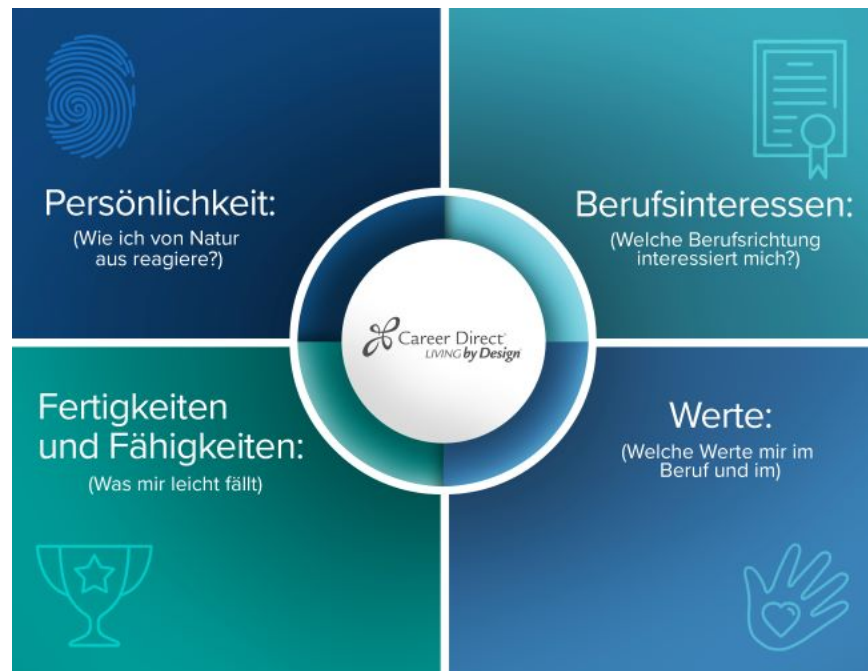 Persönlichkeit:
(Wie ich von Natur
aus reagiere?)
Berufsinteressen:
(Welche Berufsrichtung
interessiert mich?)
Career Direct®
LIVING by Design
Fertigkeiten
und Fähigkeiten:
(Was mir leicht fällt)
Werte:
(Welche Werte mir im
Beruf und im)